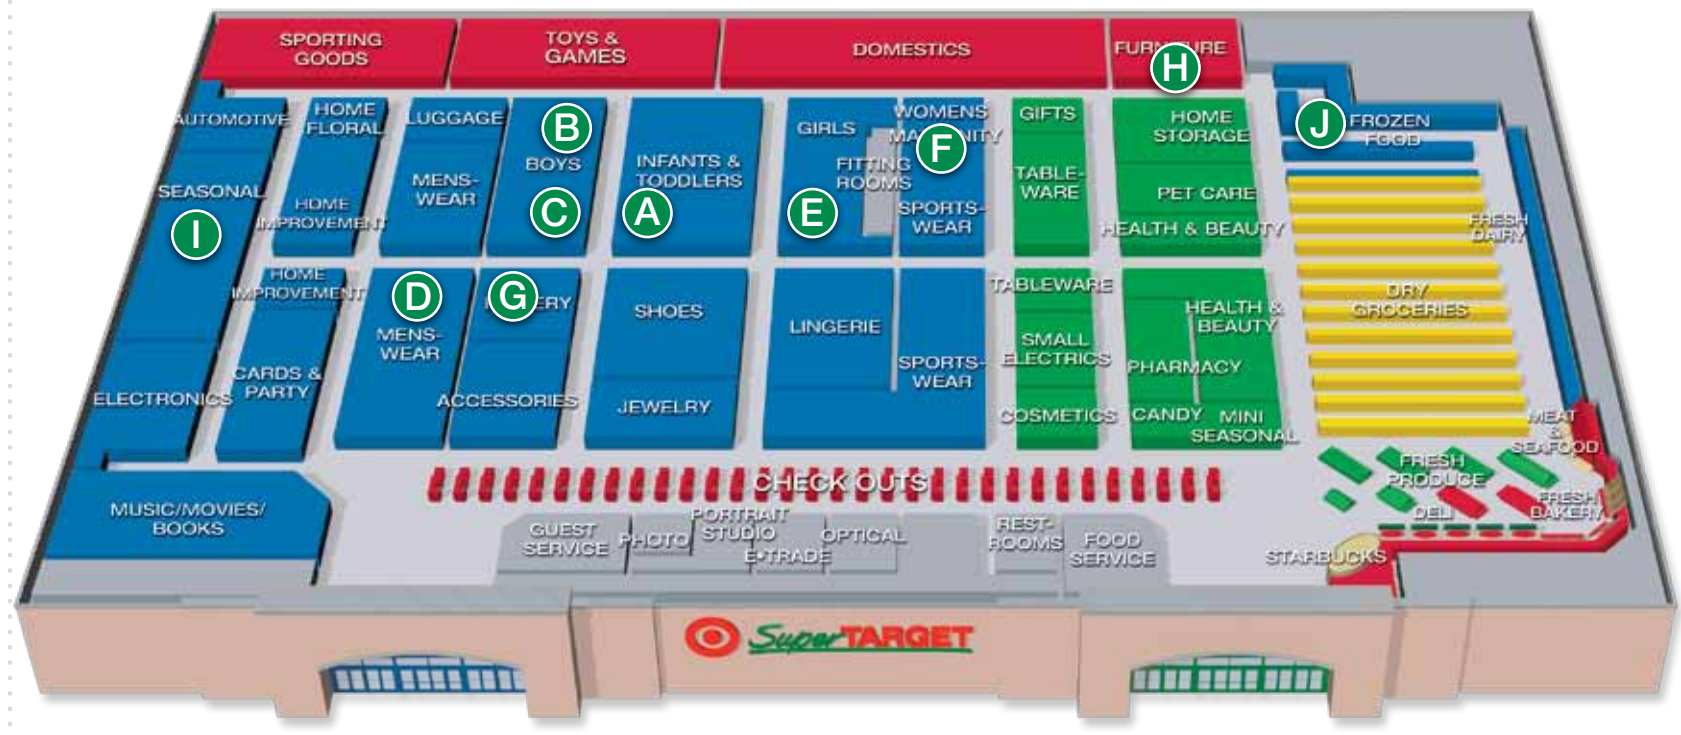 SPORTING
GOODS
TOYS &
GAMES
DOMESTICS
FURNITURE
H
AUTOMOTIVE
HOME
FLORAL
LUGGAGE
B
BOYS
C
INFANTS &
TODDLERS
A
GIRLS
FITTING
ROOMS
E
WOMENS
MATERNITY
F
SPORTS-
WEAR
GIFTS
TABLE-
WARE
HOME
STORAGE
PET CARE
HEALTH & BEAUTY
J
FROZEN
FOOD
SEASONAL
I
HOME
IMPROVEMENT
MENS-
WEAR
FRESH
DAIRY
HOME
IMPROVEMENT
D
MENS-
WEAR
G
SHOES
LINGERIE
SPORTS-
WEAR
TABLEWARE
SMALL
ELECTRICS
HEALTH &
BEAUTY
PHARMACY
DRY
GROCERIES
ELECTRONICS
CARDS &
PARTY
ACCESSORIES
JEWELRY
COSMETICS
CANDY
MINI
SEASONAL
MEAT
&
SEAFOOD
MUSIC/MOVIES/
BOOKS
CHECK OUTS
FRESH
PRODUCE
DELI
FRESH
BAKERY
GUEST
SERVICE
PHOTO
PORTRAIT
STUDIO
E•TRADE
OPTICAL
REST-
ROOMS
FOOD
SERVICE
STARBUCKS
SuperTARGET